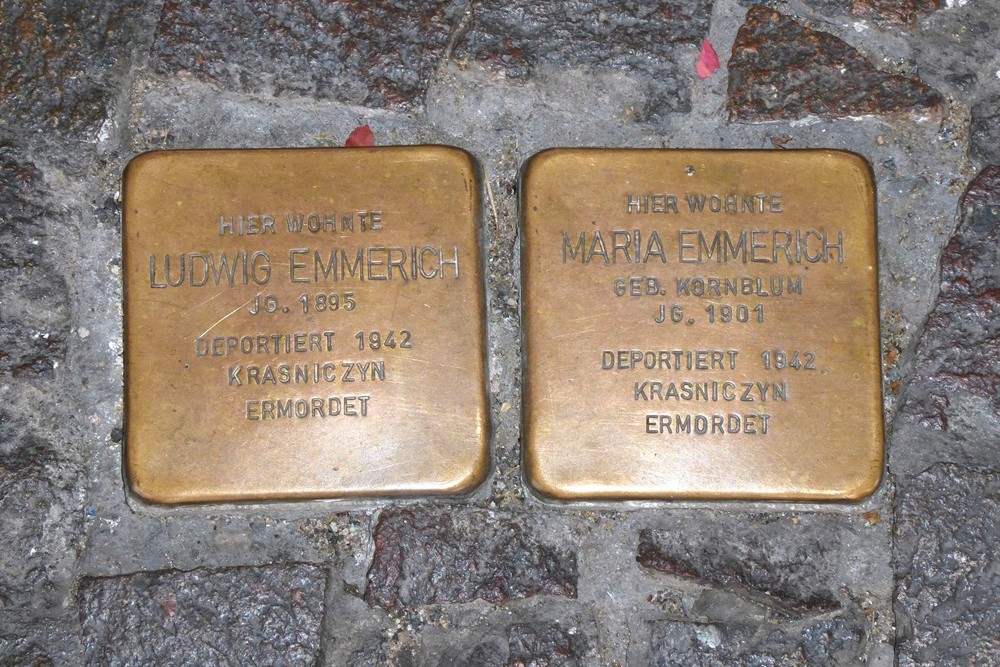 HIER WOHNTE
LUDWIG EMMERICH
JG. 1895
DEPORTIERT 1942
KRASNICZYN
ERMORDET
HIER WOHNTE
MARIA EMMERICH
GEB. KORNBLUM
JG. 1901
DEPORTIERT 1942
KRASNICZYN
ERMORDET